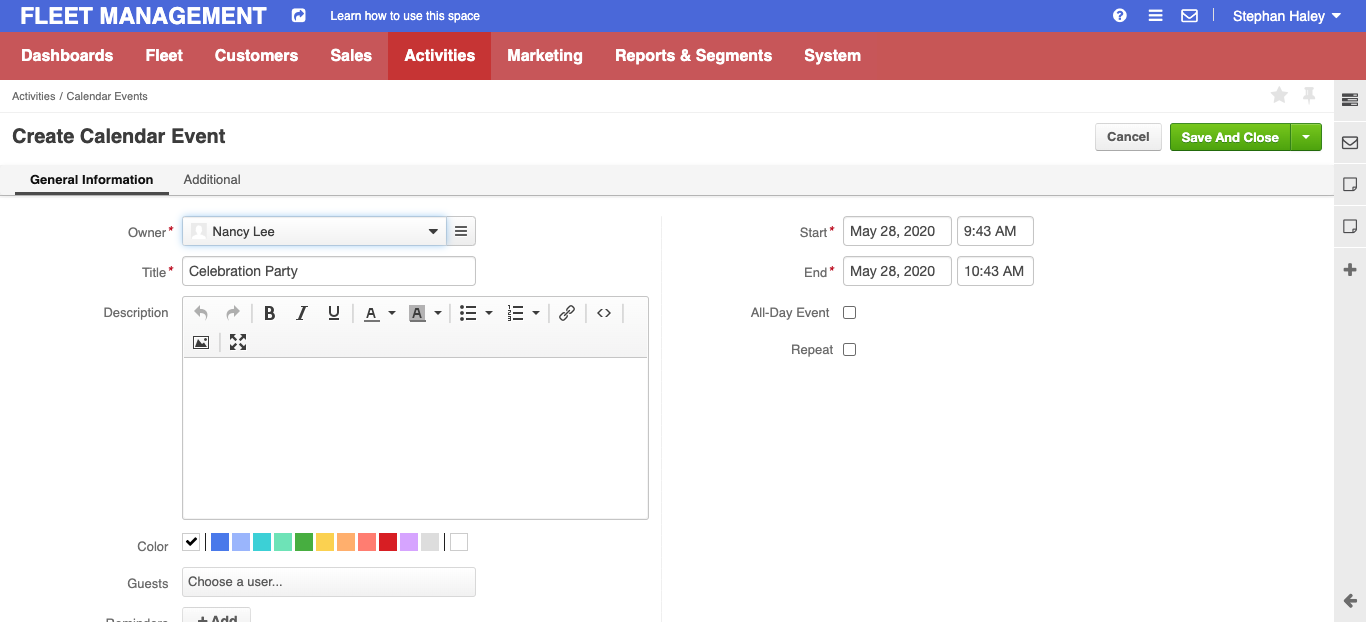 FLEET MANAGEMENT Learn how to use this space Stephan Haley
Dashboards Fleet Customers Sales Activities Marketing Reports & Segments System
Activities / Calendar Events
Create Calendar Event Cancel Save And Close
General Information Additional
Owner* Nancy Lee Start* May 28, 2020 9:43 AM
Title* Celebration Party End* May 28, 2020 10:43 AM
Description B I U A A All-Day Event
Repeat
Color
Guests Choose a user...
Reminders + Add